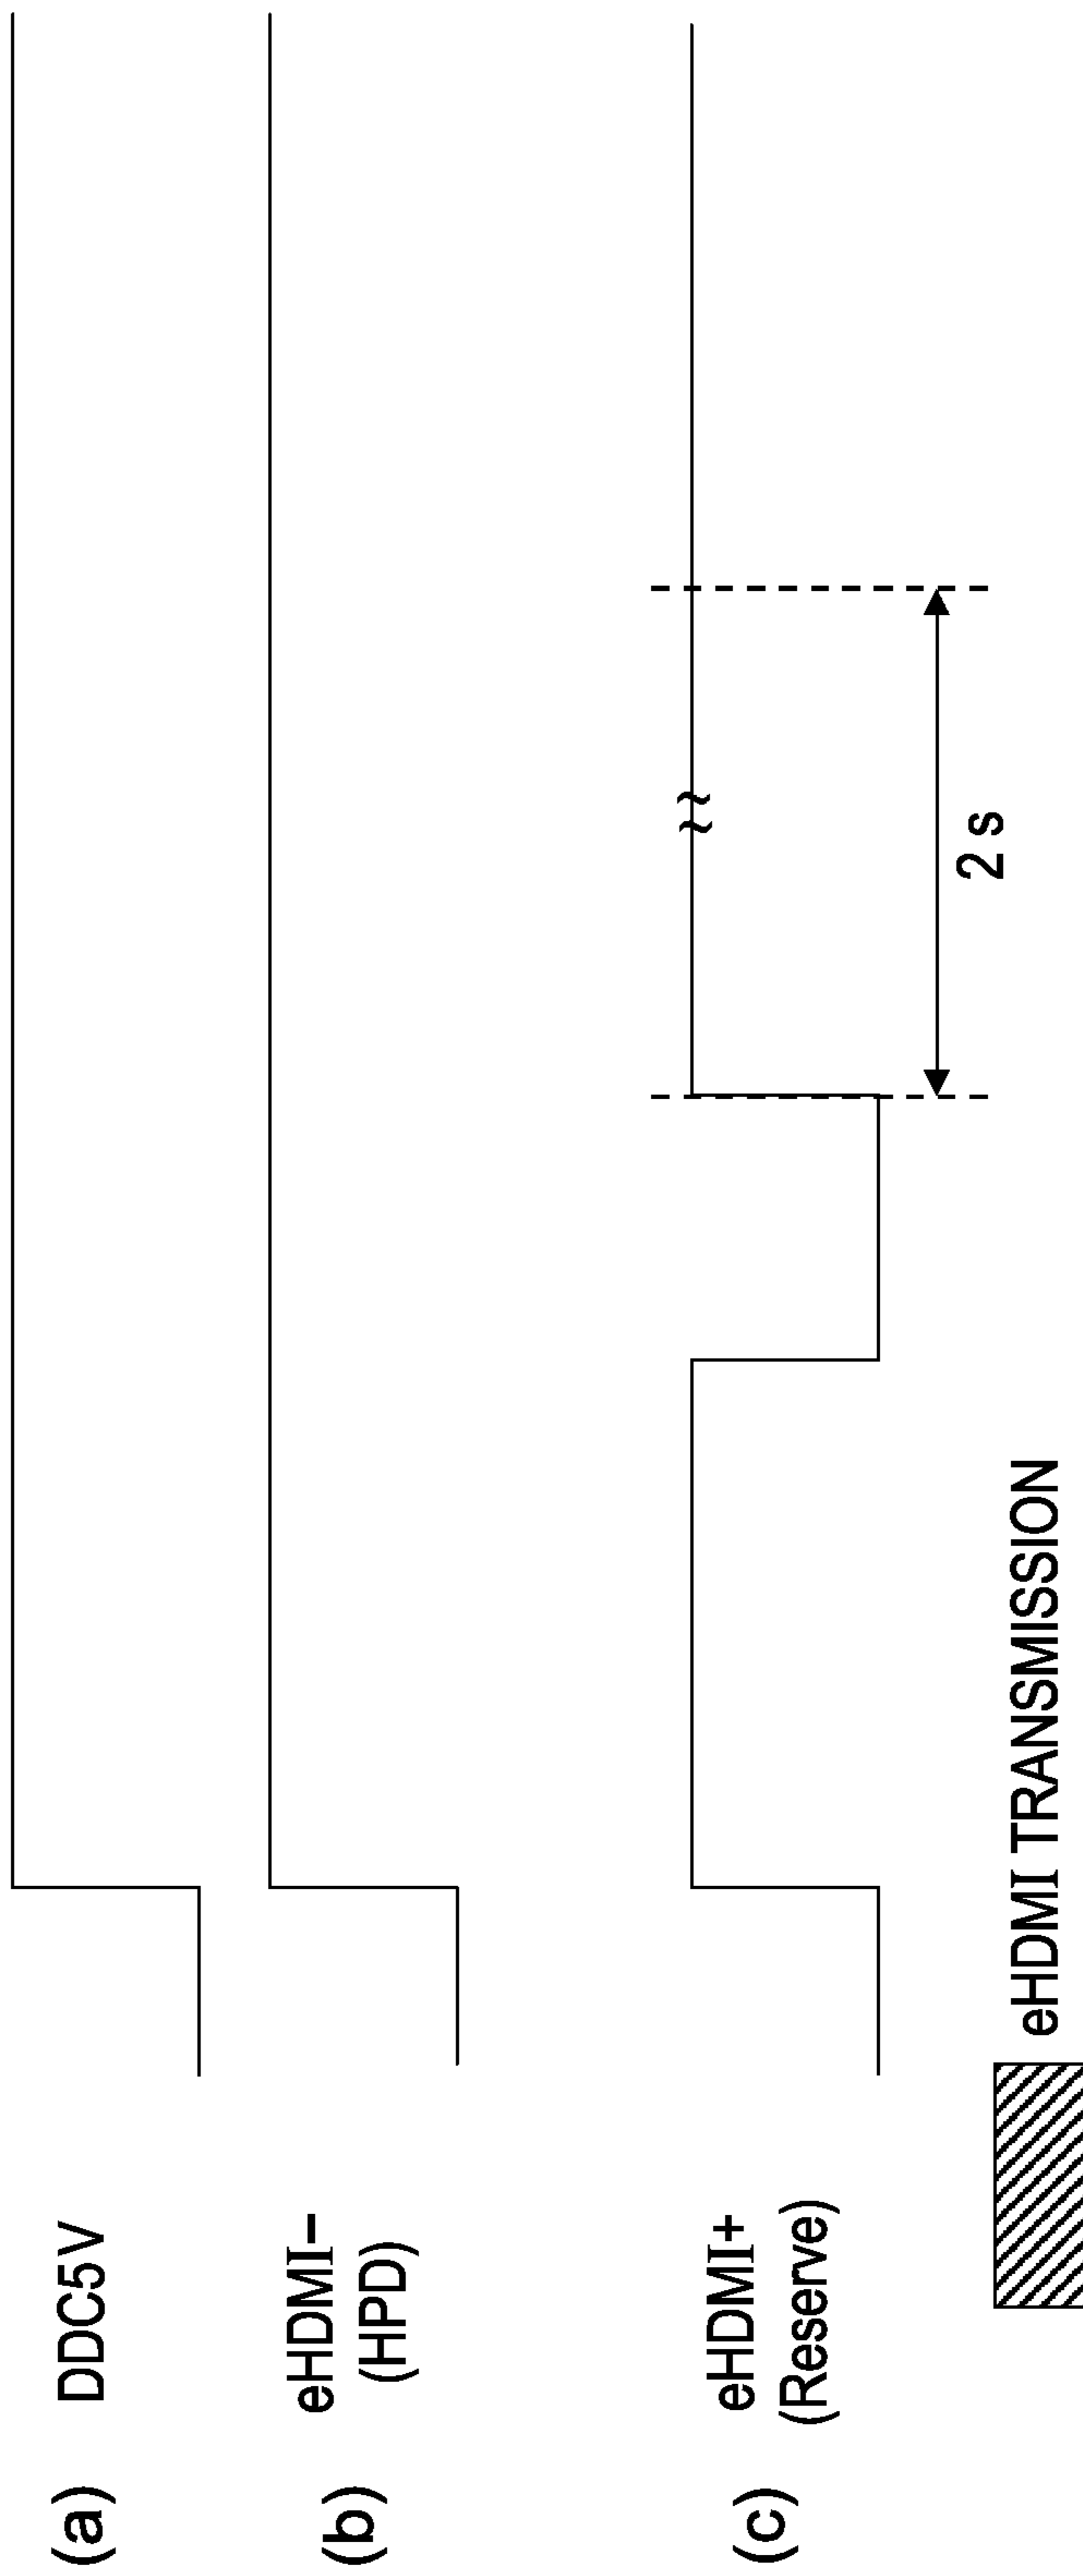 (a) DDC5V
(b) eHDMI−
(HPD)
(c) eHDMI+
(Reserve)
2 s
eHDMI TRANSMISSION